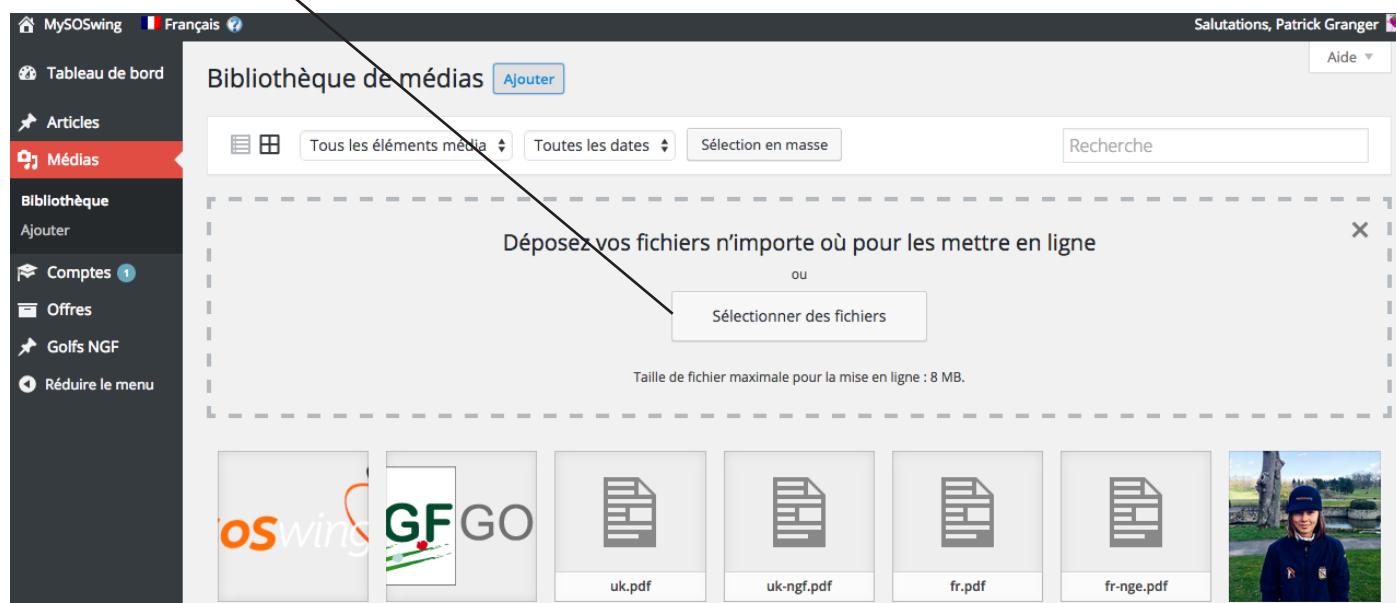 MySOSwing Français
Salutations, Patrick Granger
Aide
Tableau de bord
Articles
Médias
Bibliothèque
Ajouter
Comptes 1
Offres
Golfs NGF
Réduire le menu
Bibliothèque de médias Ajouter
Tous les éléments média Toutes les dates Sélection en masse Recherche
Déposez vos fichiers n’importe où pour les mettre en ligne
ou
Sélectionner des fichiers
Taille de fichier maximale pour la mise en ligne : 8 MB.
oSwing
GF GO
uk.pdf
uk-ngf.pdf
fr.pdf
fr-nge.pdf